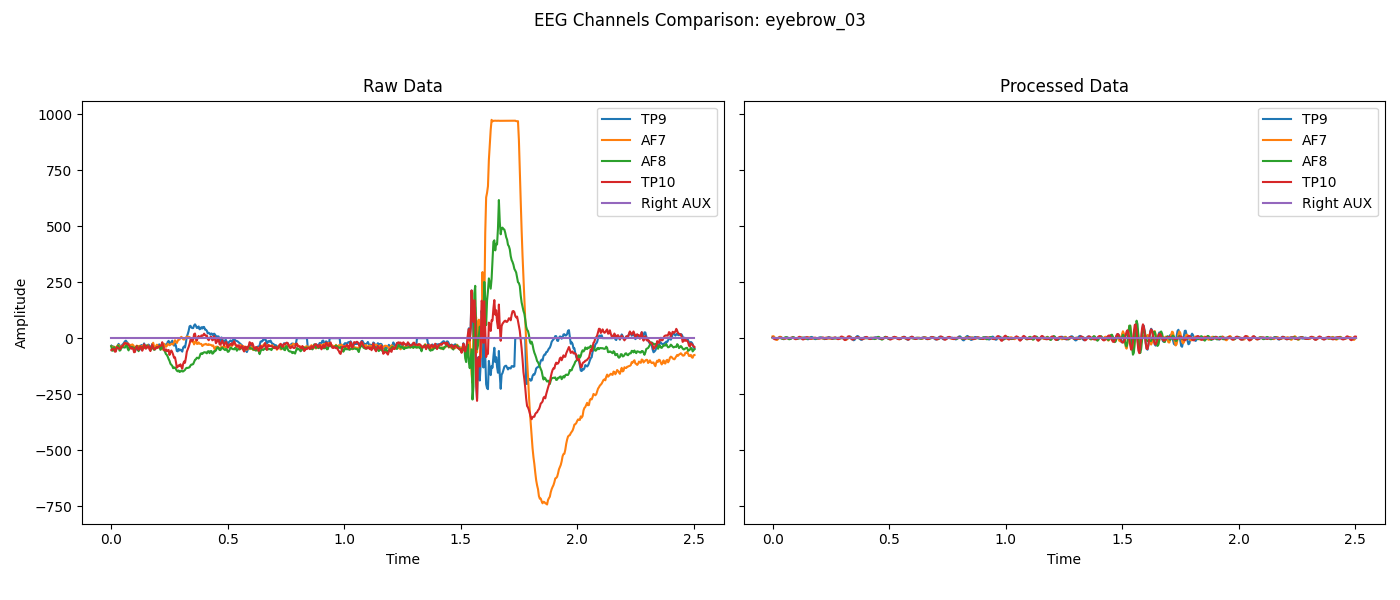 EEG Channels Comparison: eyebrow_03
Raw Data
Amplitude
1000
750
500
250
0
−250
−500
−750
0.0 0.5 1.0 1.5 2.0 2.5
Time
TP9
AF7
AF8
TP10
Right AUX
Processed Data
TP9
AF7
AF8
TP10
Right AUX
0.0 0.5 1.0 1.5 2.0 2.5
Time